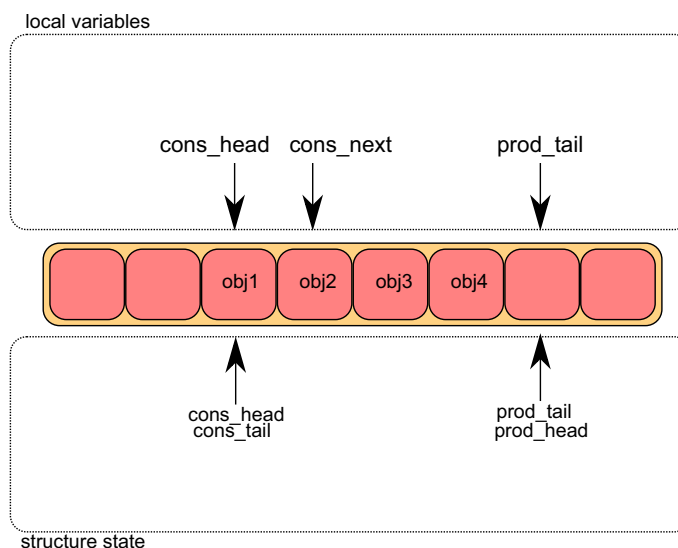 local variables
cons_head cons_next prod_tail
obj1 obj2 obj3 obj4
cons_head prod_tail
cons_tail prod_head
structure state